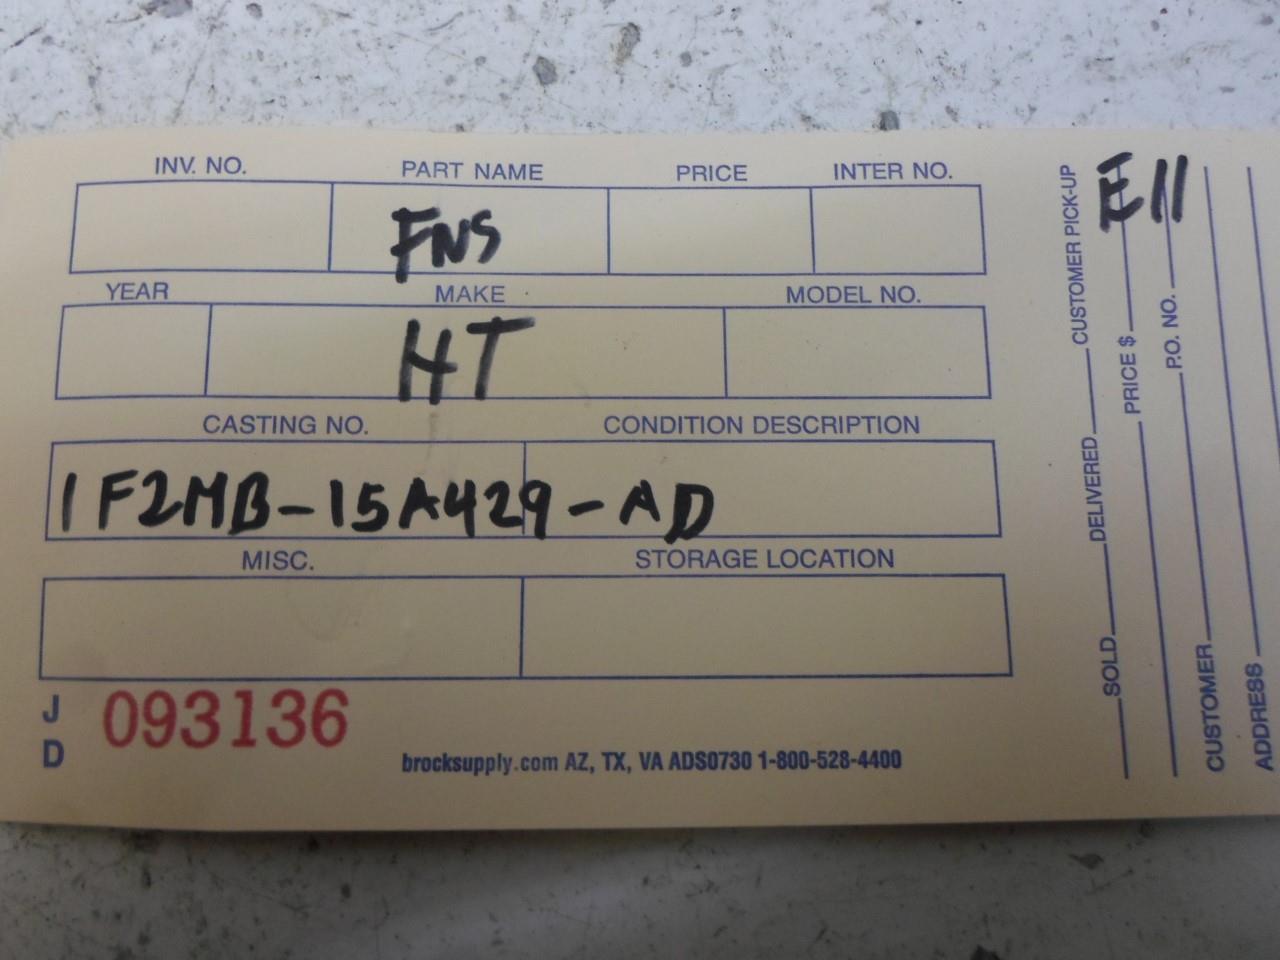 INV. NO. PART NAME PRICE INTER NO.
FNS
YEAR MAKE MODEL NO.
HT
CASTING NO. CONDITION DESCRIPTION
1F2MB-15A429-AD
MISC. STORAGE LOCATION
J
D
093136
brocksupply.com AZ, TX, VA ADS0730 1-800-528-4400
E11
SOLD DELIVERED CUSTOMER PICK-UP
PRICE $
P.O. NO.
CUSTOMER
ADDRESS